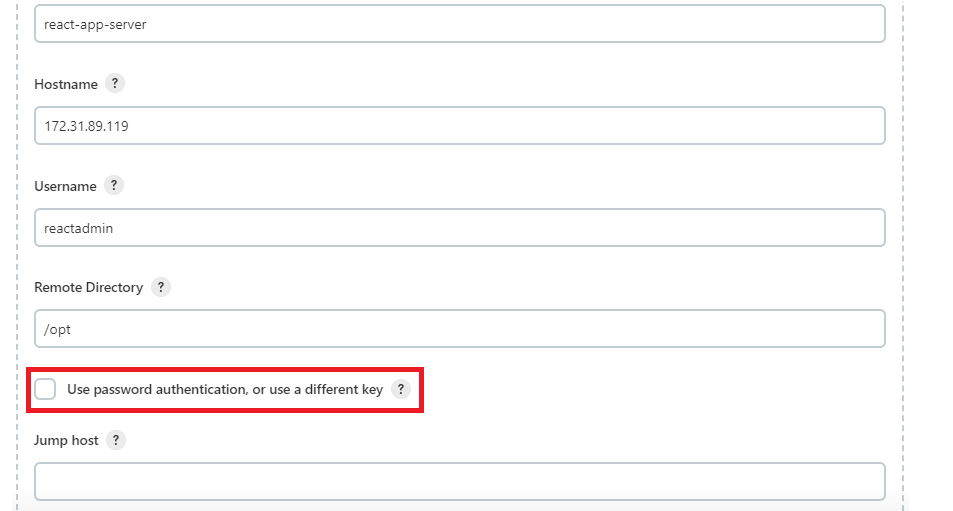 react-app-server
Hostname ?
172.31.89.119
Username ?
reactadmin
Remote Directory ?
/opt
Use password authentication, or use a different key ?
Jump host ?